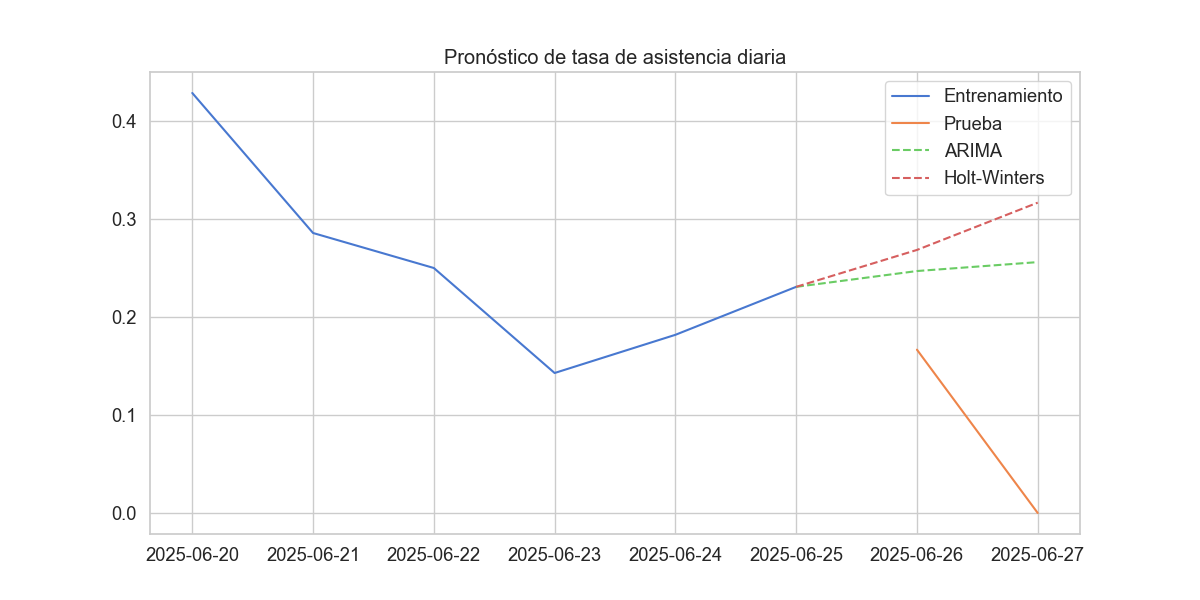 Pronóstico de tasa de asistencia diaria
Entrenamiento
Prueba
ARIMA
Holt-Winters
0.4
0.3
0.2
0.1
0.0
2025-06-20 2025-06-21 2025-06-22 2025-06-23 2025-06-24 2025-06-25 2025-06-26 2025-06-27